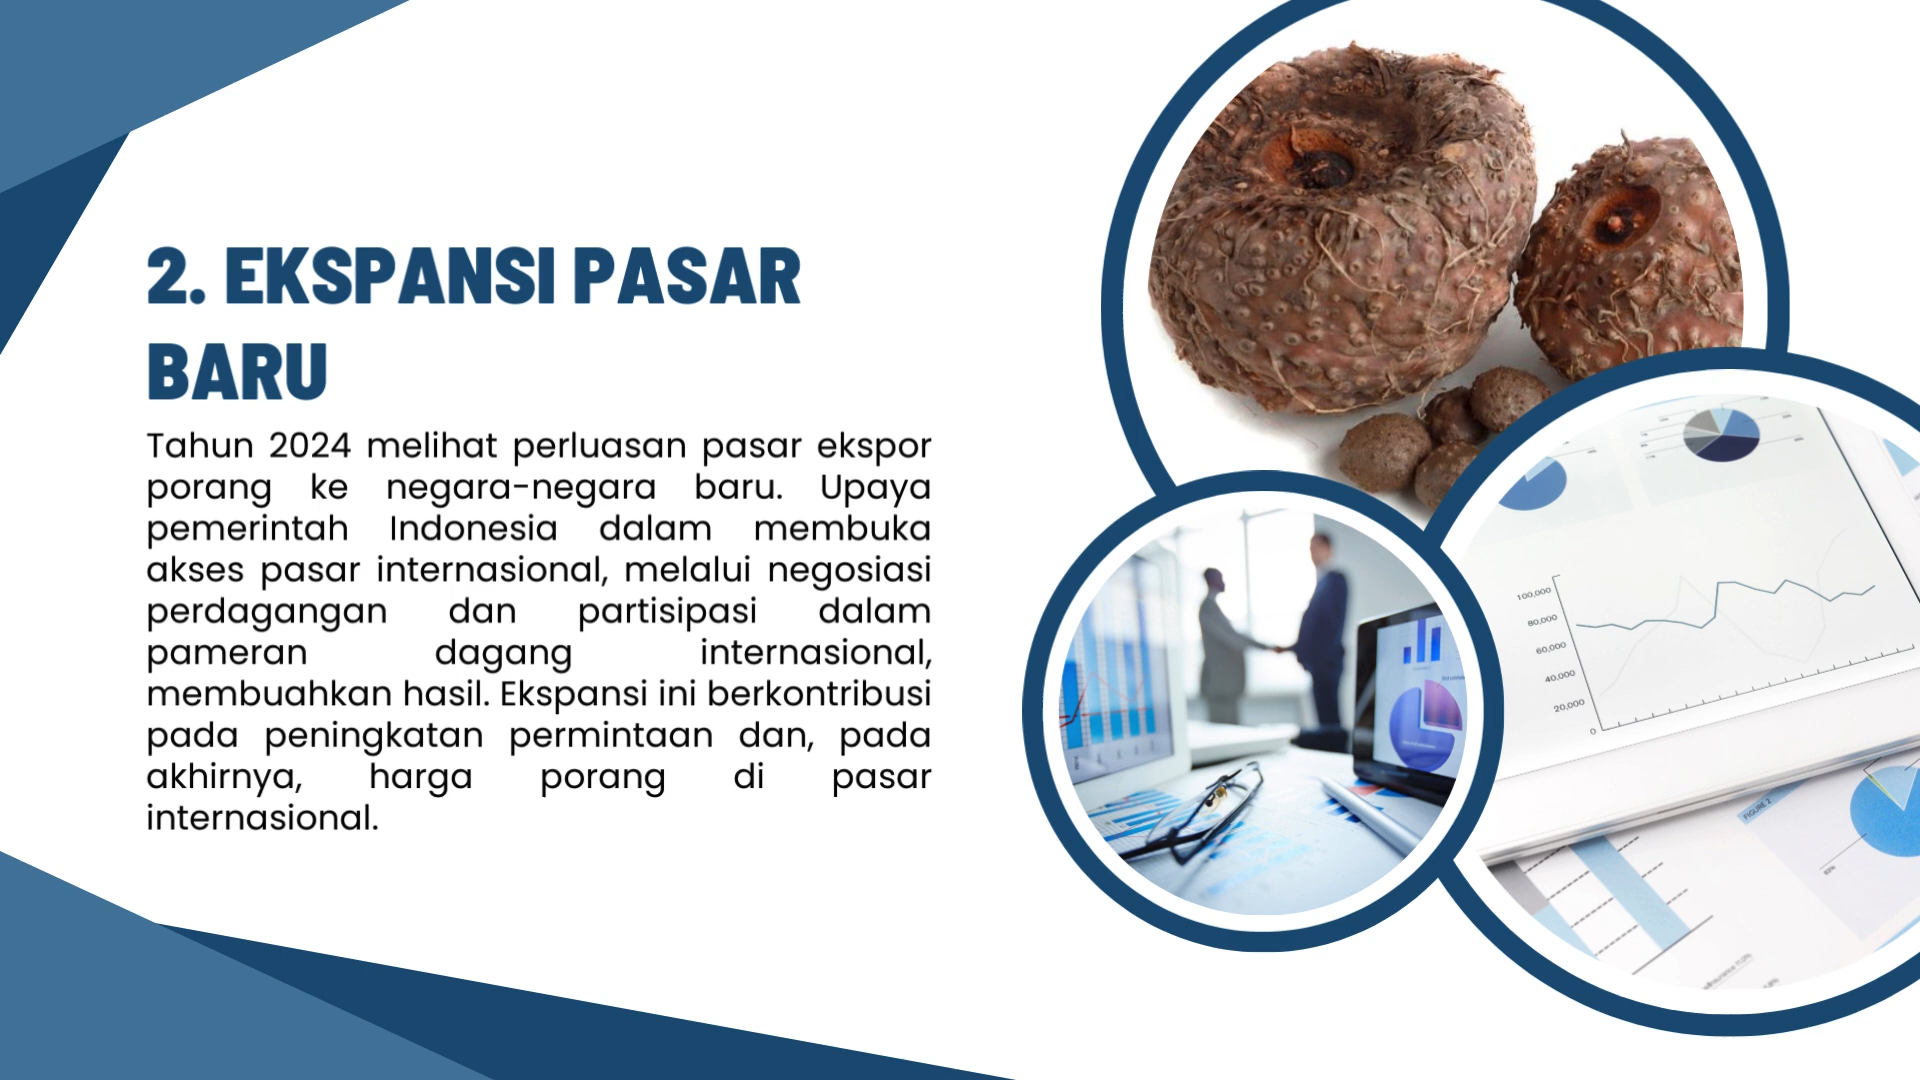 2. EKSPANSI PASAR
BARU
Tahun 2024 melihat perluasan pasar ekspor
porang ke negara-negara baru. Upaya
pemerintah Indonesia dalam membuka
akses pasar internasional, melalui negosiasi
perdagangan dan partisipasi dalam
pameran dagang internasional,
membuahkan hasil. Ekspansi ini berkontribusi
pada peningkatan permintaan dan, pada
akhirnya, harga porang di pasar
internasional.
100,000
80,000
60,000
40,000
20,000
0
FIGURE 2